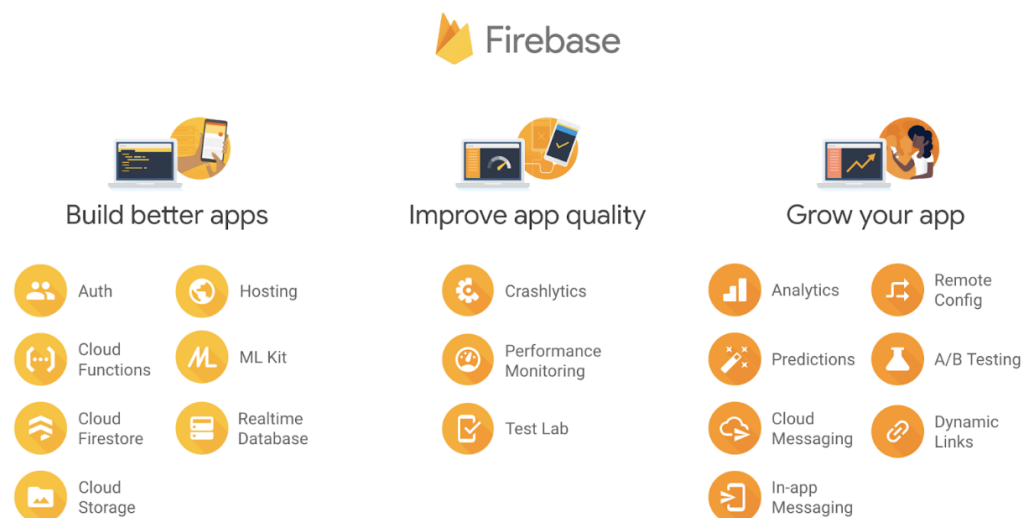 Firebase
Build better apps
Auth
Hosting
Cloud
Functions
ML Kit
Cloud
Firestore
Realtime
Database
Cloud
Storage
Improve app quality
Crashlytics
Performance
Monitoring
Test Lab
Grow your app
Analytics
Remote
Config
Predictions
A/B Testing
Cloud
Messaging
Dynamic
Links
In-app
Messaging